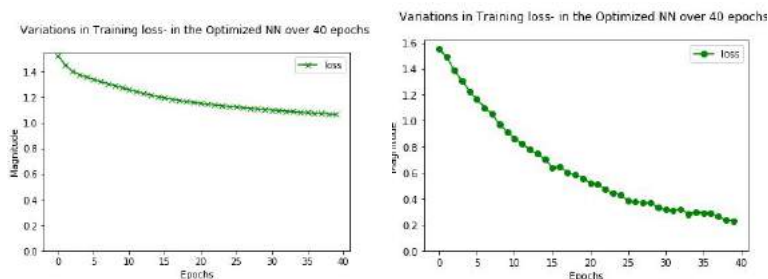 Variations in Training loss- in the Optimized NN over 40 epochs
loss
1.4
1.2
1.0
0.8
0.6
0.4
0.2
0.0
Magnitude
0 5 10 15 20 25 30 35 40
Epochs
Variations in Training loss- in the Optimized NN over 40 epochs
loss
1.6
1.4
1.2
1.0
0.8
0.6
0.4
0.2
0.0
Magnitude
0 5 10 15 20 25 30 35 40
Epochs